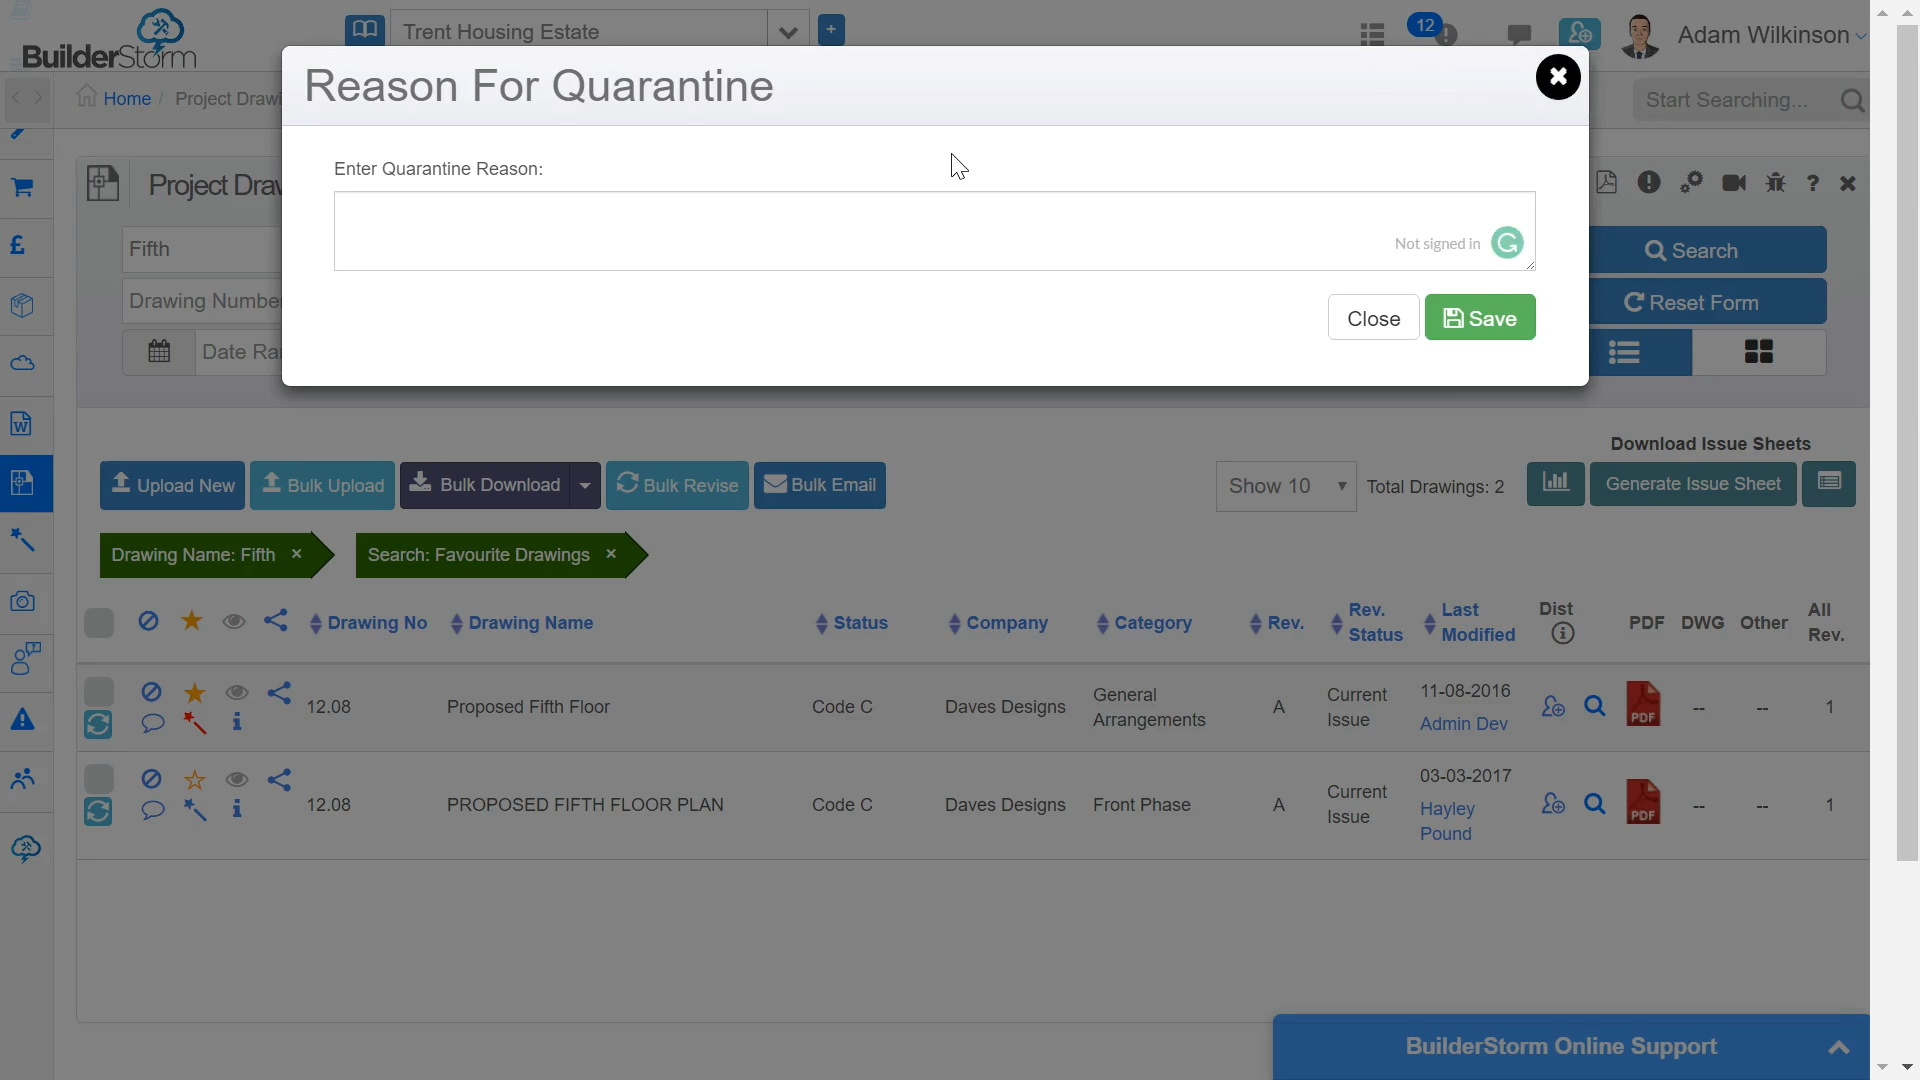 BuilderStorm
Trent Housing Estate
+
12
Adam Wilkinson
Home / Project Drawi
Start Searching...
Reason For Quarantine
Enter Quarantine Reason:
Not signed in
Close
Save
Project Draw
Fifth
Drawing Numbe
Date Ra
Search
Reset Form
Download Issue Sheets
Upload New
Bulk Upload
Bulk Download
Bulk Revise
Bulk Email
Show 10
Total Drawings: 2
Generate Issue Sheet
Drawing Name: Fifth ×
Search: Favourite Drawings ×
Drawing No Drawing Name Status Company Category Rev. Rev. Status Last Modified Dist PDF DWG Other All Rev.
12.08 Proposed Fifth Floor Code C Daves Designs General Arrangements A Current Issue 11-08-2016 Admin Dev PDF -- -- 1
12.08 PROPOSED FIFTH FLOOR PLAN Code C Daves Designs Front Phase A Current Issue 03-03-2017 Hayley Pound PDF -- -- 1
BuilderStorm Online Support